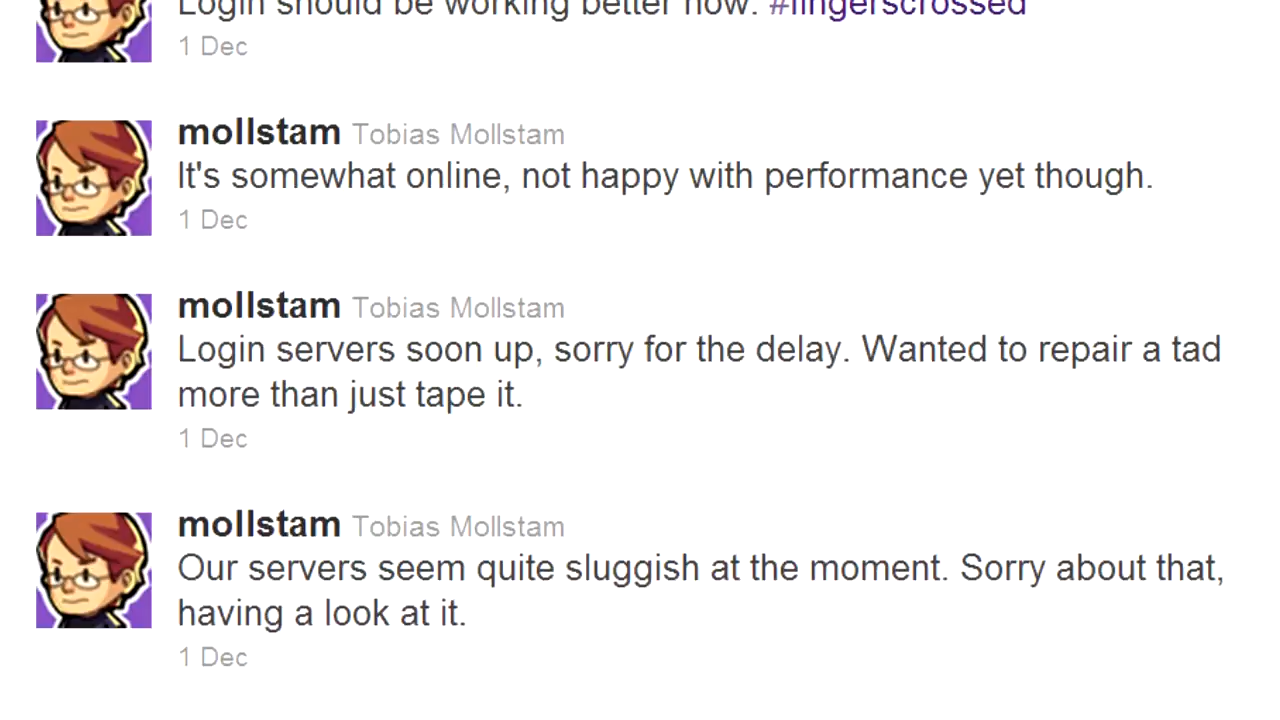 Login should be working better now. #fingerscrossed
1 Dec
mollstam Tobias Mollstam
It's somewhat online, not happy with performance yet though.
1 Dec
mollstam Tobias Mollstam
Login servers soon up, sorry for the delay. Wanted to repair a tad
more than just tape it.
1 Dec
mollstam Tobias Mollstam
Our servers seem quite sluggish at the moment. Sorry about that,
having a look at it.
1 Dec